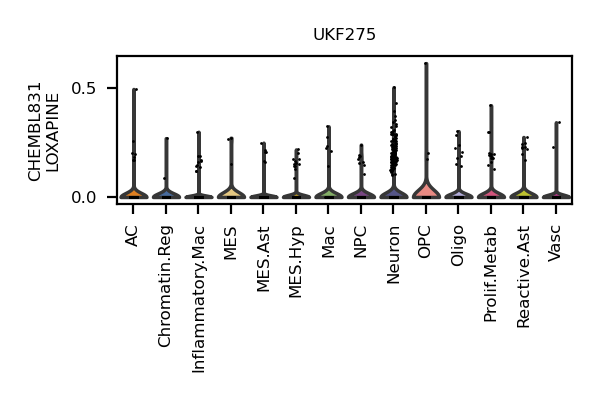 UKF275
CHEMBL831
LOXAPINE
0.5
0.0
AC
Chromatin.Reg
Inflammatory.Mac
MES
MES.Ast
MES.Hyp
Mac
NPC
Neuron
OPC
Oligo
Prolif.Metab
Reactive.Ast
Vasc